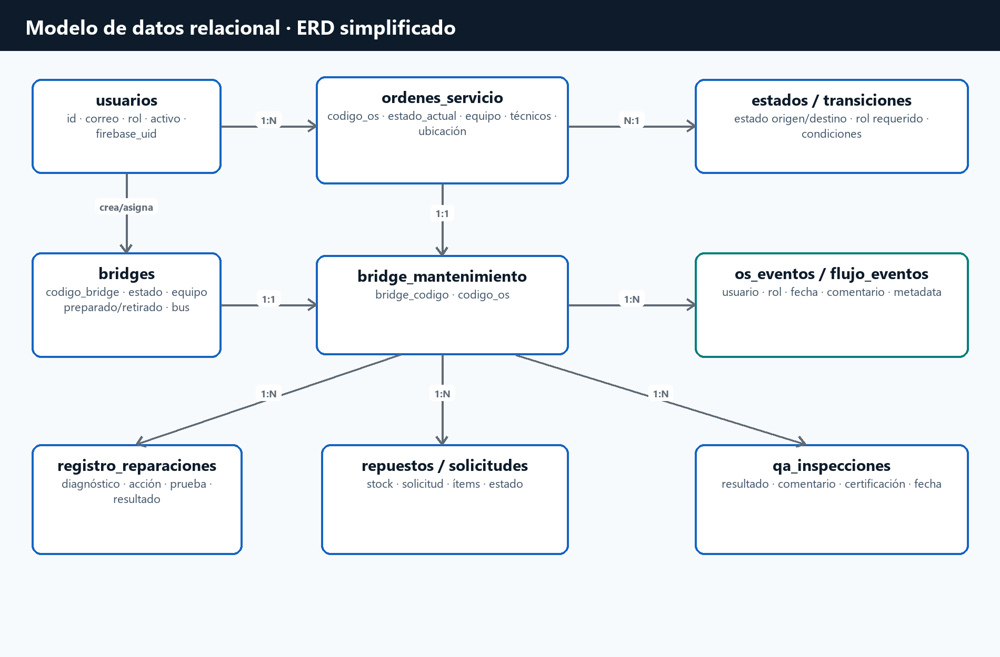 Modelo de datos relacional · ERD simplificado
usuarios
id · correo · rol · activo ·
firebase_uid
1:N
ordenes_servicio
codigo_os · estado_actual · equipo · técnicos ·
ubicación
N:1
estados / transiciones
estado origen/destino · rol requerido ·
condiciones
crea/asigna
1:1
bridges
codigo_bridge · estado · equipo
preparado/retirado · bus
1:1
bridge_mantenimiento
bridge_codigo · codigo_os
1:N
os_eventos / flujo_eventos
usuario · rol · fecha · comentario · metadata
1:N
1:N
1:N
registro_reparaciones
diagnóstico · acción · prueba ·
resultado
repuestos / solicitudes
stock · solicitud · ítems · estado
qa_inspecciones
resultado · comentario · certificación · fecha